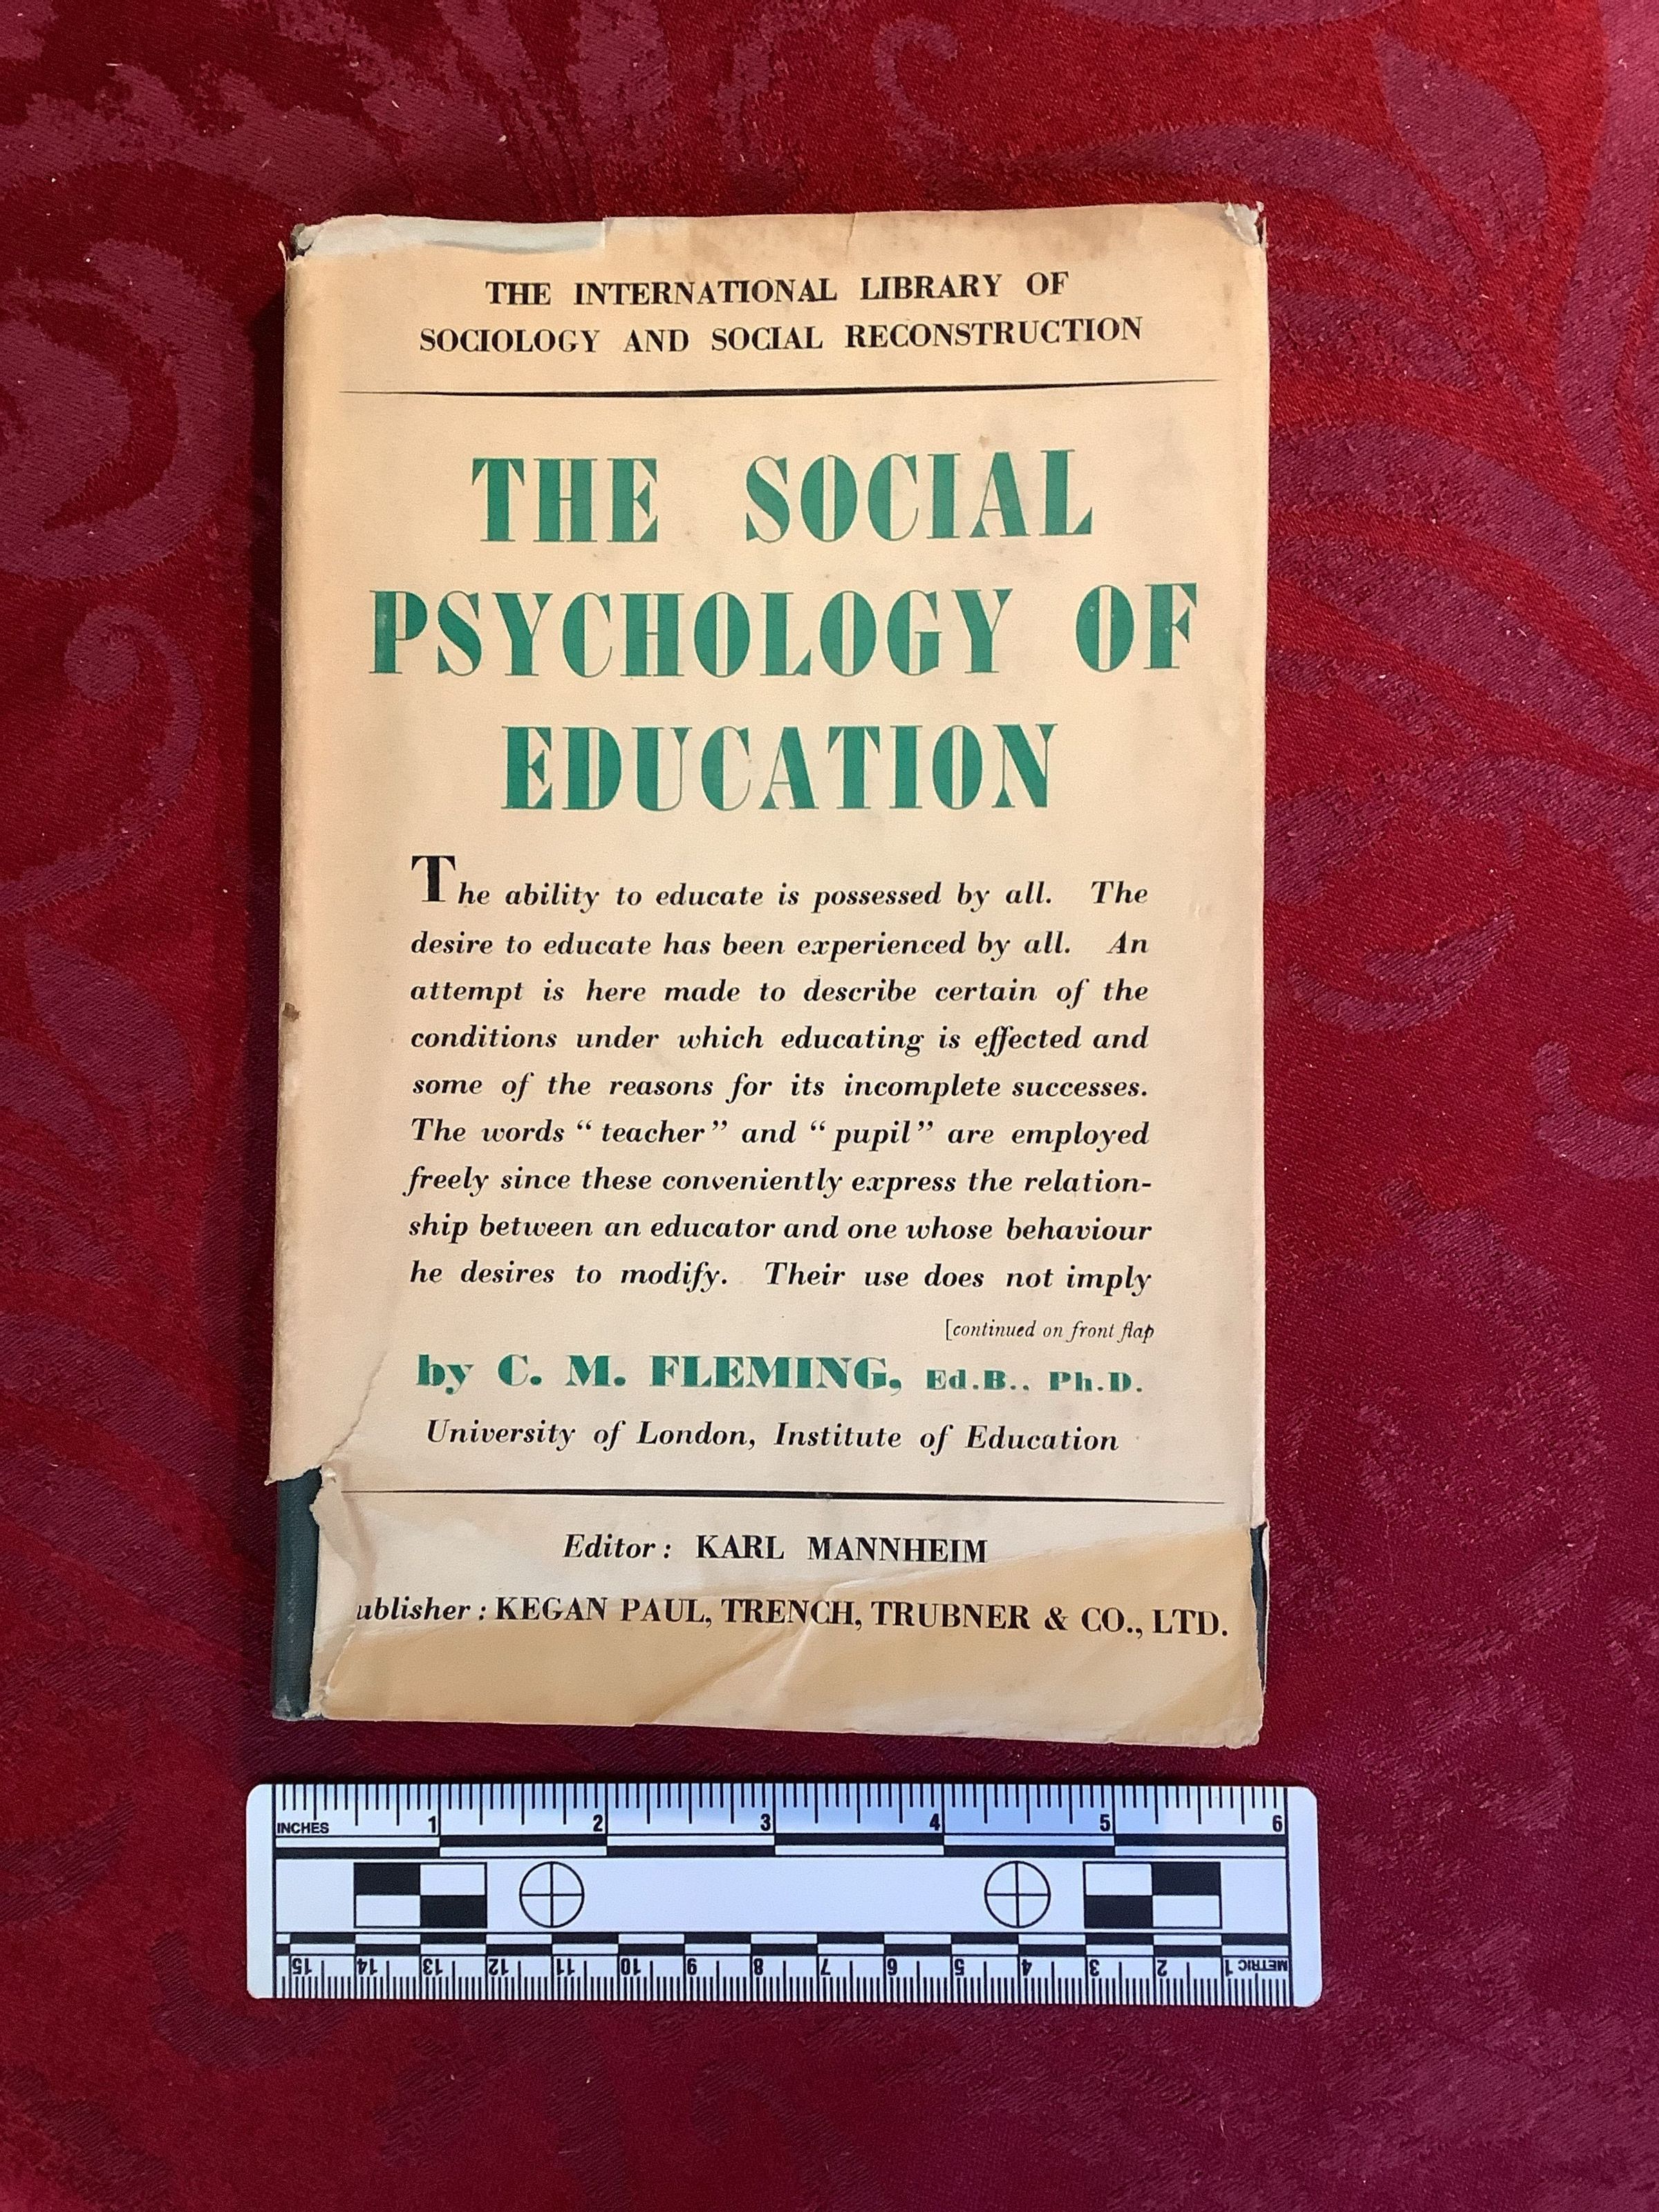 THE INTERNATIONAL LIBRARY OF
SOCIOLOGY AND SOCIAL RECONSTRUCTION
THE SOCIAL
PSYCHOLOGY OF
EDUCATION
The ability to educate is possessed by all. The
desire to educate has been experienced by all. An
attempt is here made to describe certain of the
conditions under which educating is effected and
some of the reasons for its incomplete successes.
The words “ teacher ” and “ pupil ” are employed
freely since these conveniently express the relation-
ship between an educator and one whose behaviour
he desires to modify. Their use does not imply
[continued on front flap
by C. M. FLEMING, Ed.B., Ph.D.
University of London, Institute of Education
Editor : KARL MANNHEIM
ublisher : KEGAN PAUL, TRENCH, TRUBNER & CO., LTD.
INCHES 1 2 3 4 5 6
15 14 13 12 11 10 9 8 7 6 5 4 3 2 1 METRIC